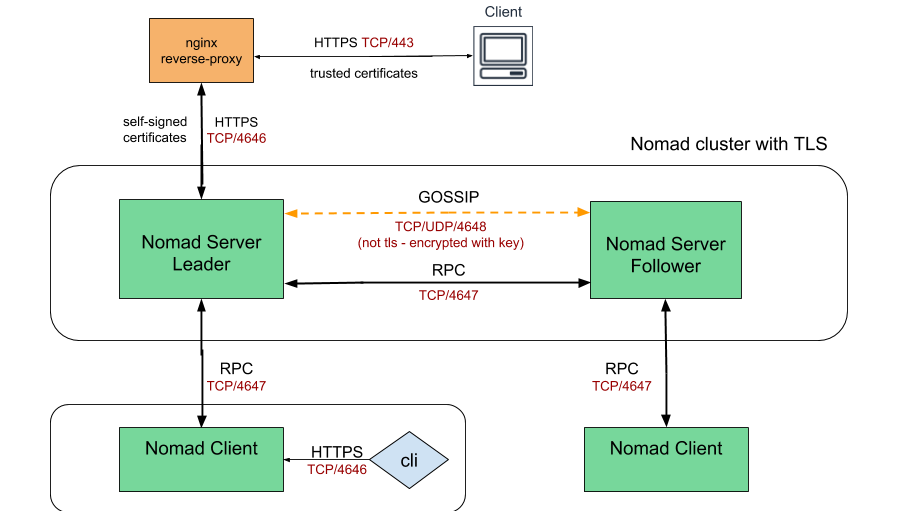 Client
nginx
reverse-proxy
HTTPS TCP/443
trusted certificates
self-signed
certificates
HTTPS
TCP/4646
Nomad cluster with TLS
GOSSIP
TCP/UDP/4648
(not tls - encrypted with key)
Nomad Server
Leader
Nomad Server
Follower
RPC
TCP/4647
RPC
TCP/4647
RPC
TCP/4647
Nomad Client
HTTPS
TCP/4646
cli
Nomad Client